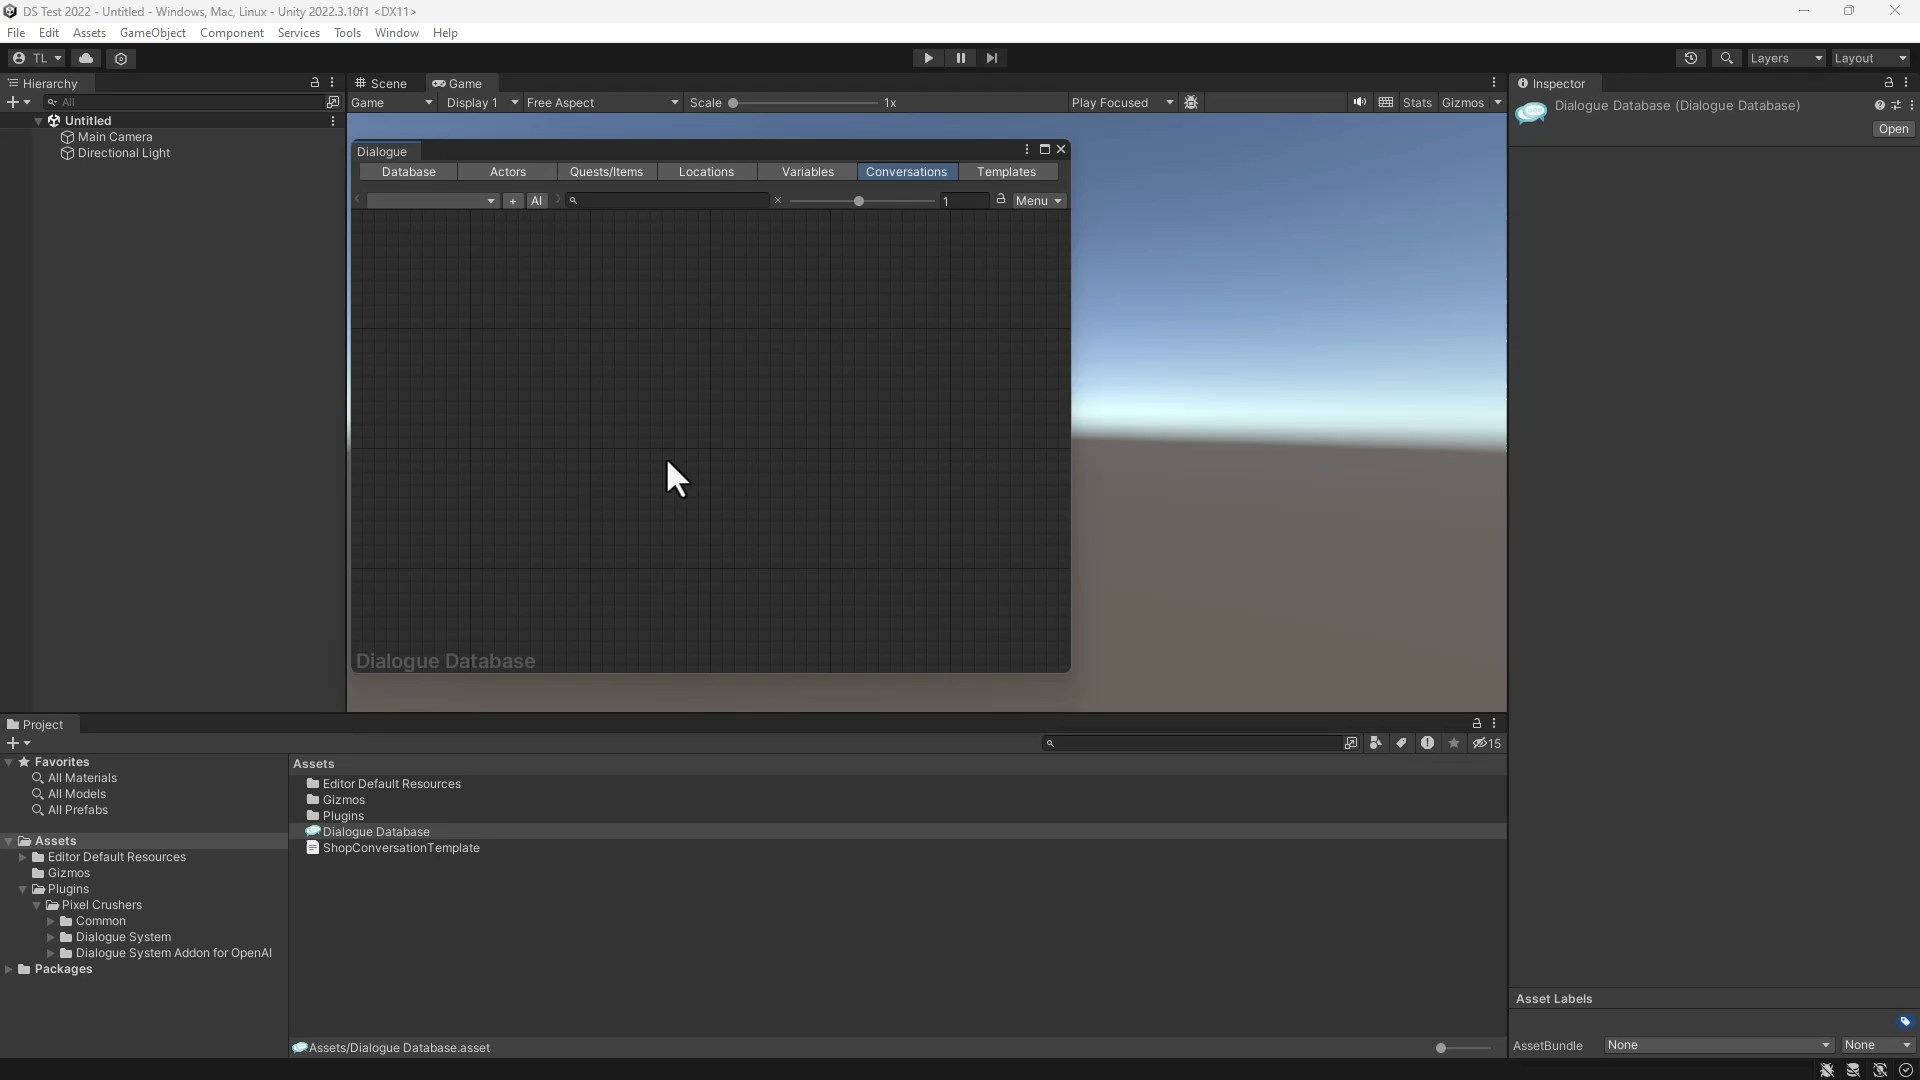 DS Test 2022 - Untitled - Windows, Mac, Linux - Unity 2022.3.10f1 <DX11>
File Edit Assets GameObject Component Services Tools Window Help
TL Layers Layout
Hierarchy Scene Game Inspector
All Game Display 1 Free Aspect Scale 1x Play Focused Stats Gizmos Dialogue Database (Dialogue Database)
Open
Untitled
Main Camera
Directional Light
Dialogue
Database Actors Quests/Items Locations Variables Conversations Templates
+ AI 1 Menu
Dialogue Database
Project
15
Favorites
All Materials
All Models
All Prefabs
Assets
Editor Default Resources
Gizmos
Plugins
Pixel Crushers
Common
Dialogue System
Dialogue System Addon for OpenAI
Packages
Assets
Editor Default Resources
Gizmos
Plugins
Dialogue Database
ShopConversationTemplate
Assets/Dialogue Database.asset
Asset Labels
AssetBundle None None